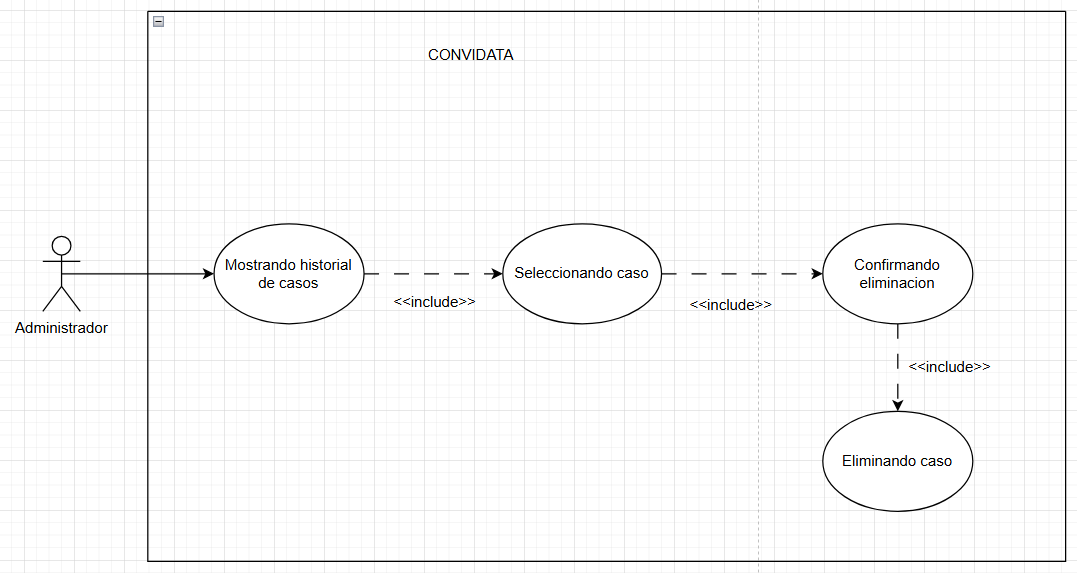 CONVIDATA
Administrador
Mostrando historial
de casos
<<include>>
Seleccionando caso
<<include>>
Confirmando
eliminacion
<<include>>
Eliminando caso